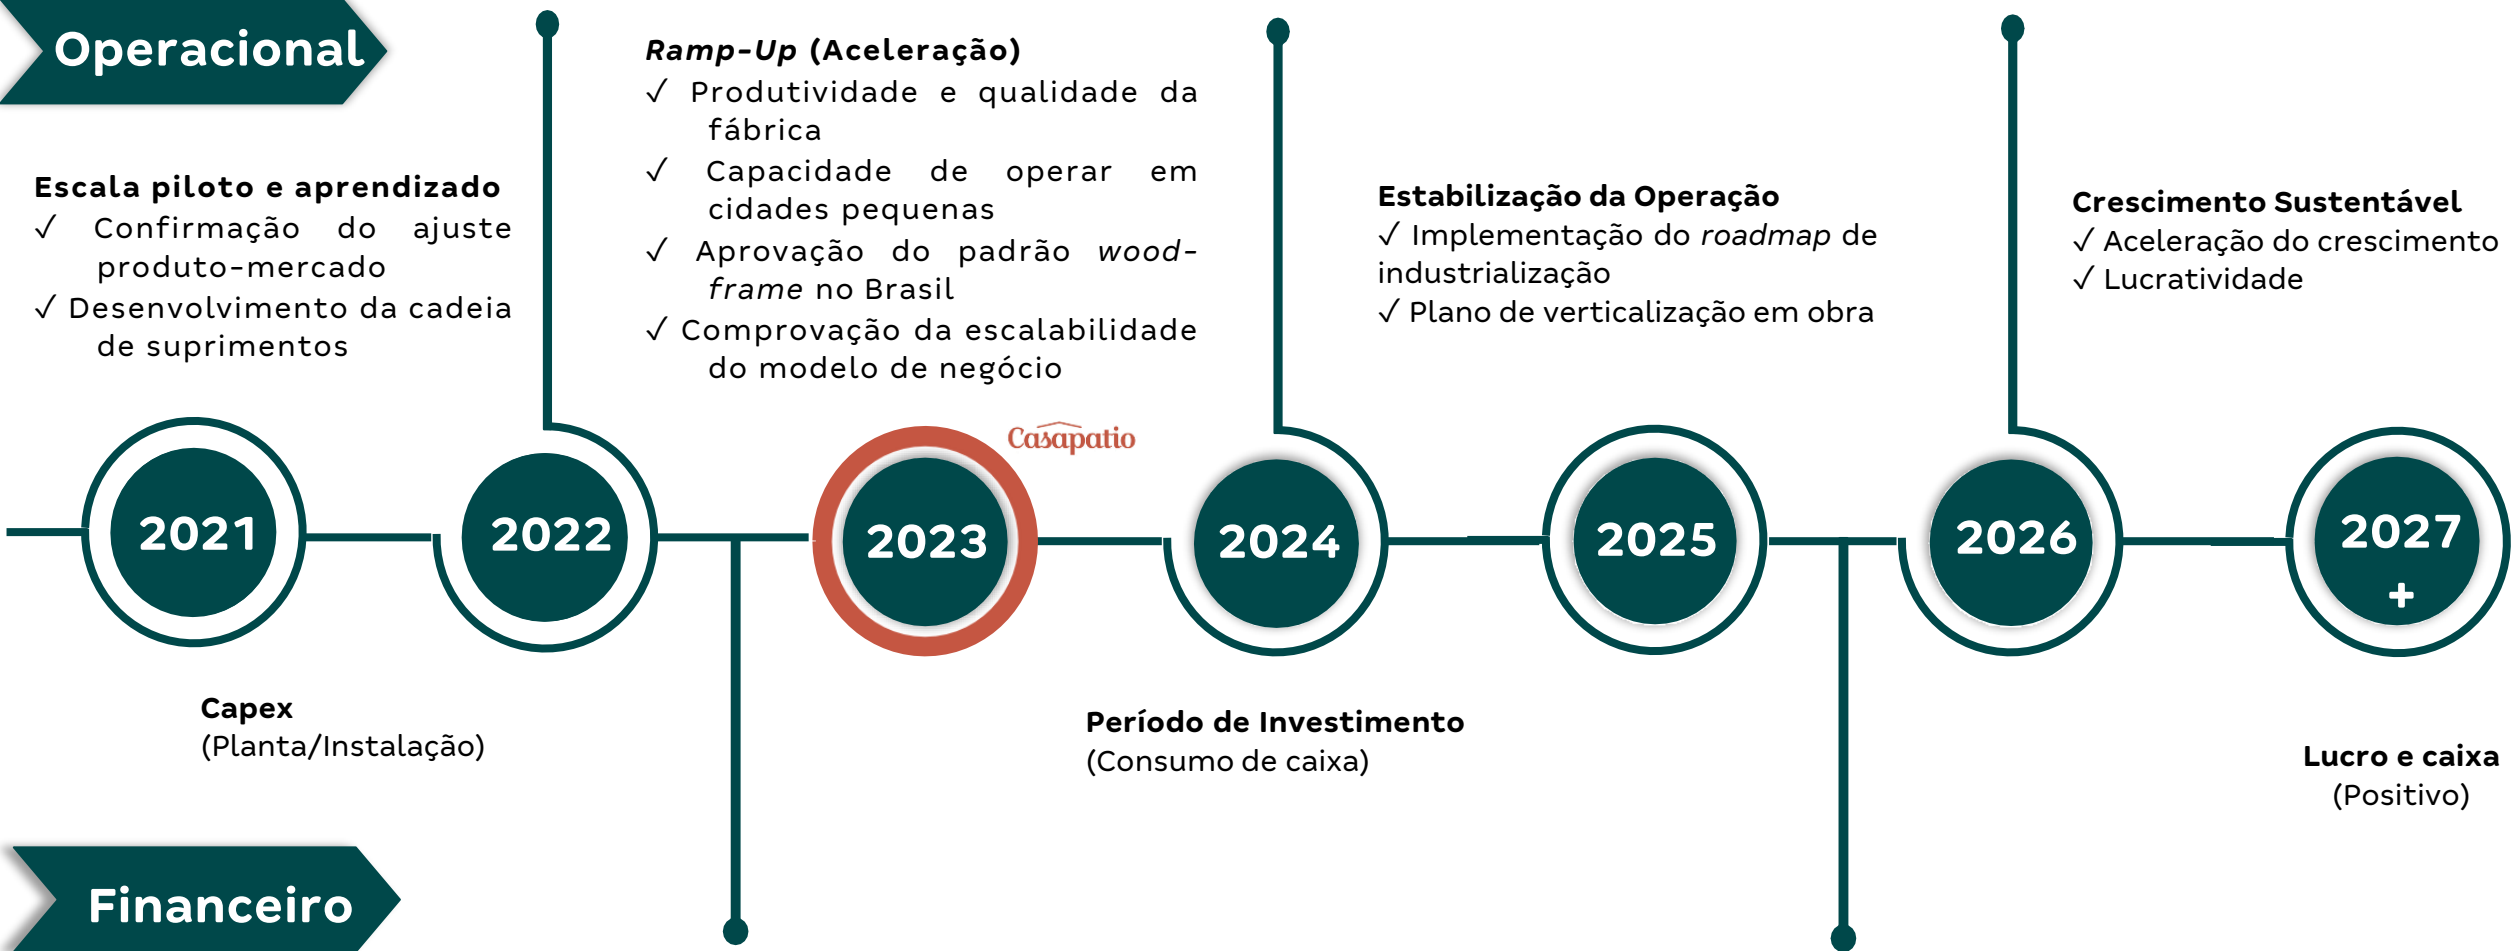 Operacional
Escala piloto e aprendizado
✓ Confirmação do ajuste
produto-mercado
✓ Desenvolvimento da cadeia
de suprimentos
Ramp-Up (Aceleração)
✓ Produtividade e qualidade da
fábrica
✓ Capacidade de operar em
cidades pequenas
✓ Aprovação do padrão wood-
frame no Brasil
✓ Comprovação da escalabilidade
do modelo de negócio
Estabilização da Operação
✓ Implementação do roadmap de
industrialização
✓ Plano de verticalização em obra
Crescimento Sustentável
✓ Aceleração do crescimento
✓ Lucratividade
Casapatio
2021
2022
2023
2024
2025
2026
2027
+
Capex
(Planta/Instalação)
Período de Investimento
(Consumo de caixa)
Lucro e caixa
(Positivo)
Financeiro